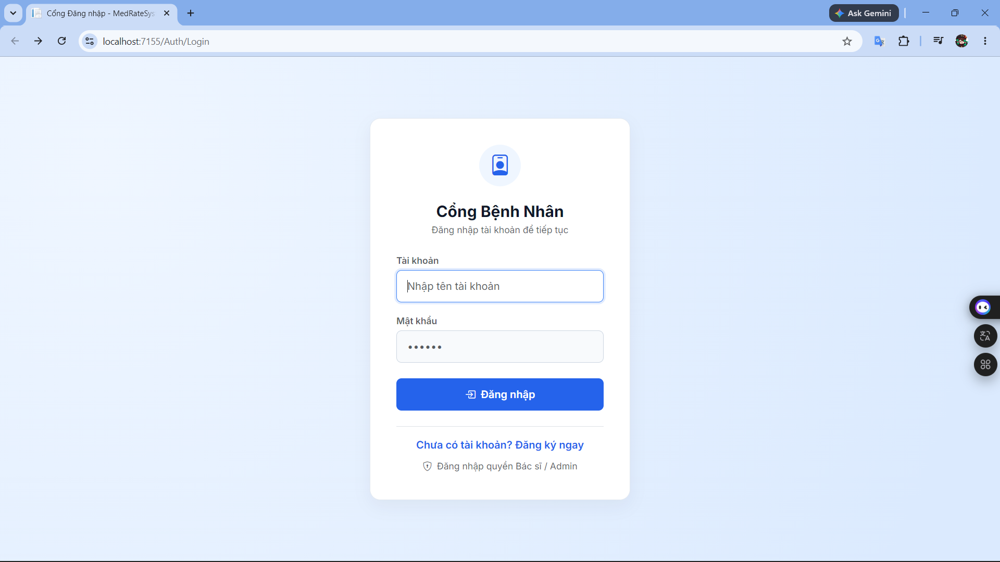 Cổng Đăng nhập - MedRateSys
Ask Gemini
localhost:7155/Auth/Login
Cổng Bệnh Nhân
Đăng nhập tài khoản để tiếp tục
Tài khoản
Nhập tên tài khoản
Mật khẩu
••••••
Đăng nhập
Chưa có tài khoản? Đăng ký ngay
Đăng nhập quyền Bác sĩ / Admin